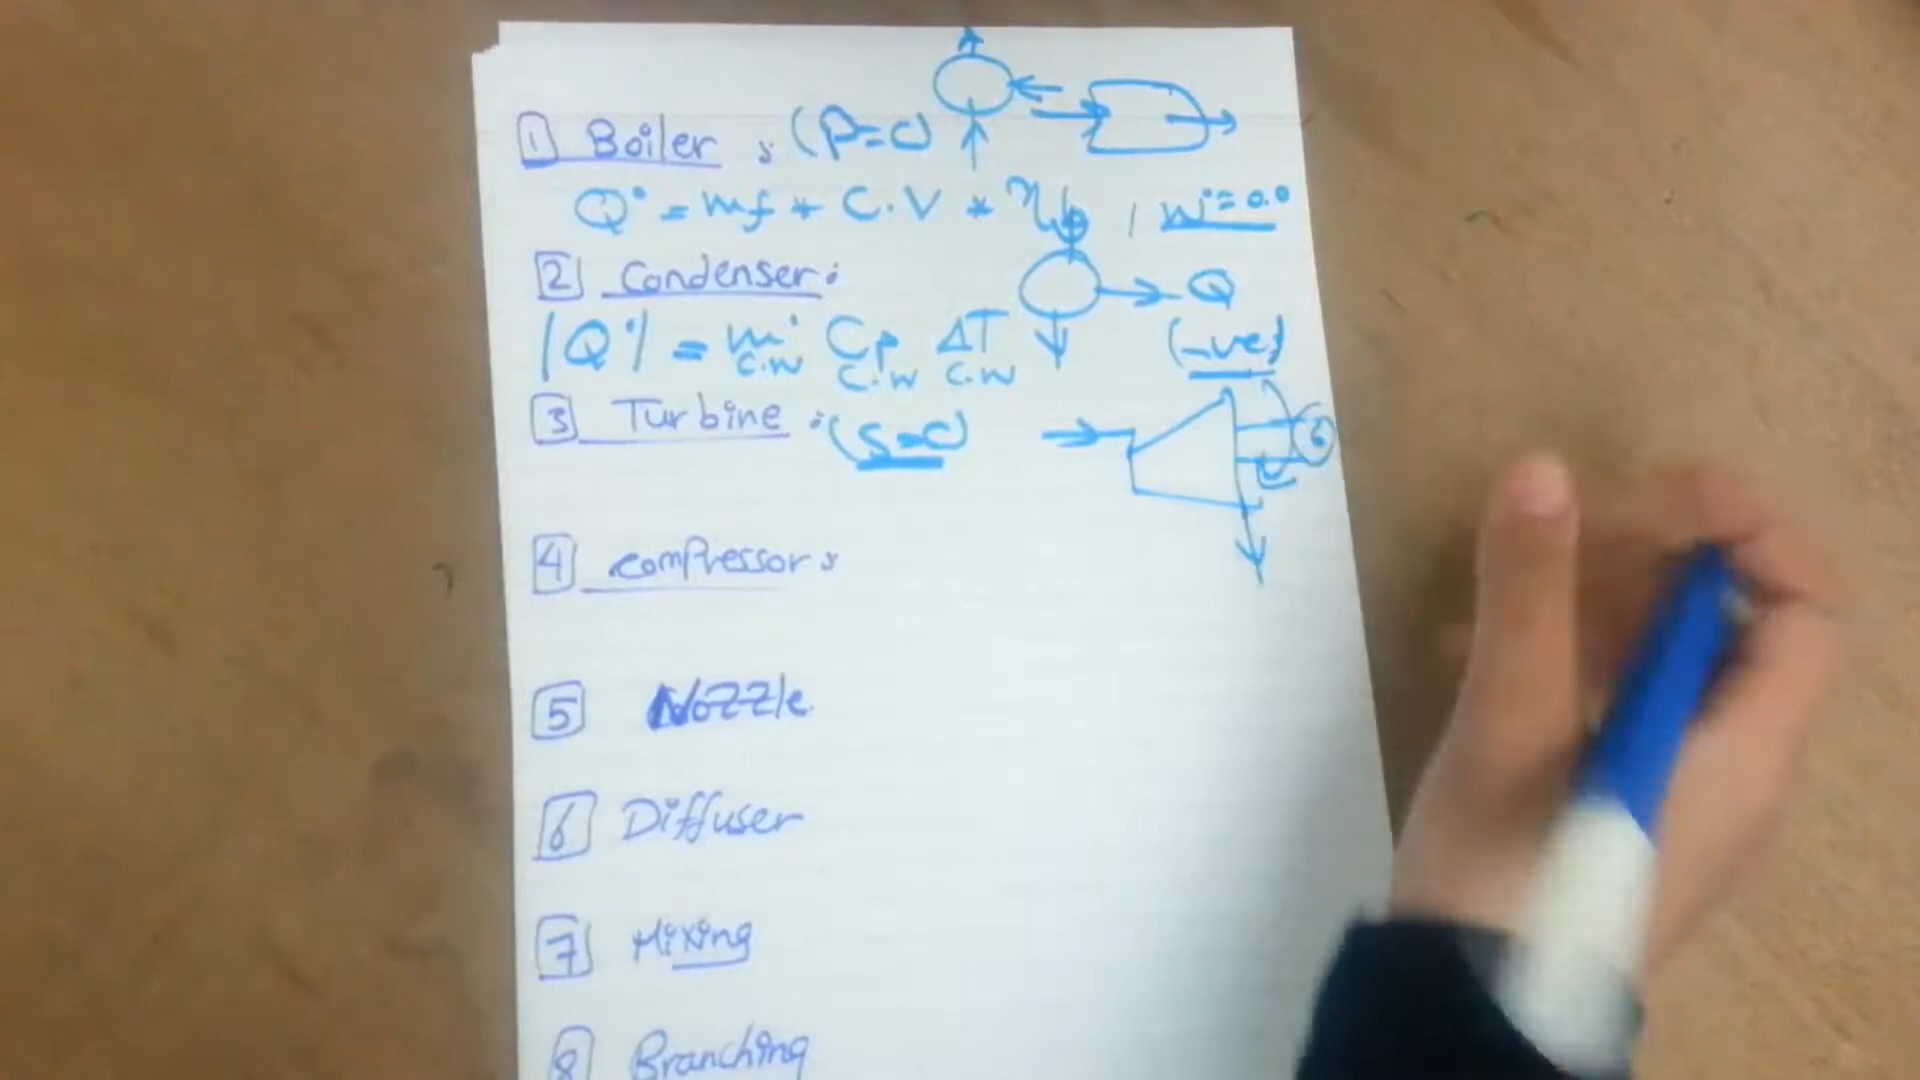 1 Boiler : (P=c)
Q° = mf * C.V * ηb | W°=0.0
2 Condenser:
Q
|Q°| = m° Cp ΔT (-ve)
C.W C.W C.W
3 Turbine : (S=c)
G
4 compressor:
5 Nozzle
6 Diffuser
7 Mixing
8 Branching